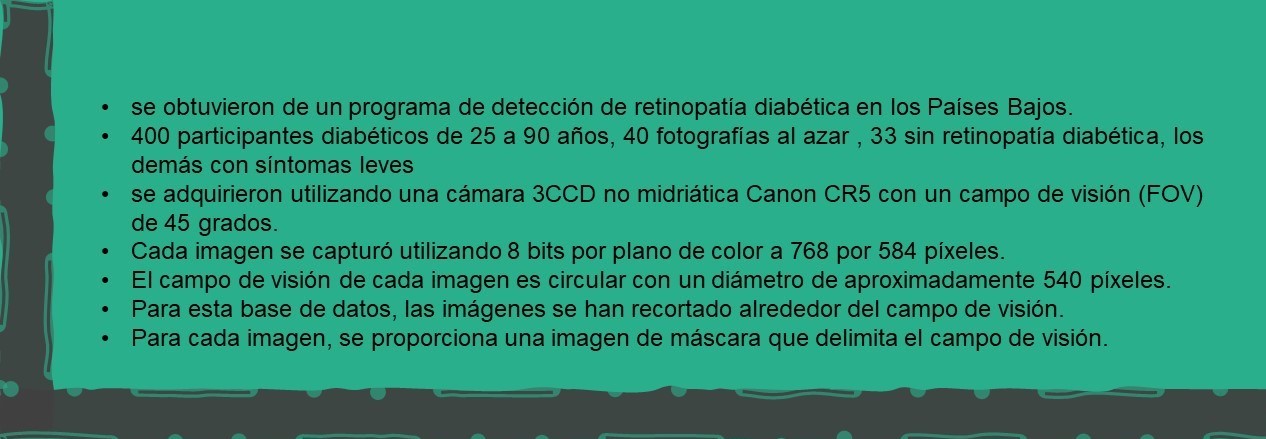 • se obtuvieron de un programa de detección de retinopatía diabética en los Países Bajos.
• 400 participantes diabéticos de 25 a 90 años, 40 fotografías al azar , 33 sin retinopatía diabética, los
demás con síntomas leves
• se adquirieron utilizando una cámara 3CCD no midriática Canon CR5 con un campo de visión (FOV)
de 45 grados.
• Cada imagen se capturó utilizando 8 bits por plano de color a 768 por 584 píxeles.
• El campo de visión de cada imagen es circular con un diámetro de aproximadamente 540 píxeles.
• Para esta base de datos, las imágenes se han recortado alrededor del campo de visión.
• Para cada imagen, se proporciona una imagen de máscara que delimita el campo de visión.